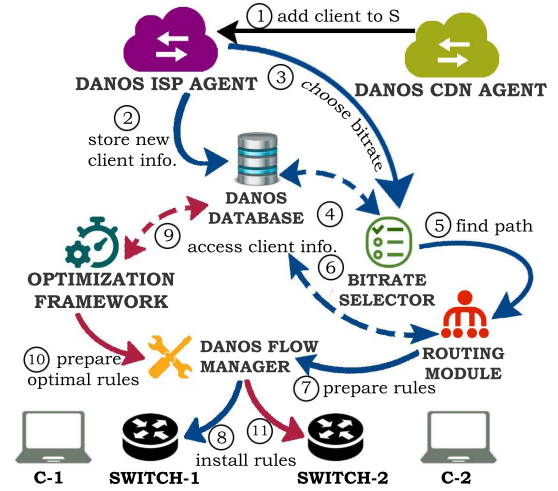 ① add client to S
DANOS ISP AGENT
③ choose bitrate
DANOS CDN AGENT
②
store new
client info.
DANOS
DATABASE
④
⑤ find path
⑨
access client info.
⑥
OPTIMIZATION
FRAMEWORK
BITRATE
SELECTOR
⑩ prepare
optimal rules
DANOS FLOW
MANAGER
ROUTING
MODULE
⑦ prepare rules
⑧
⑪
install rules
C-1
SWITCH-1
SWITCH-2
C-2